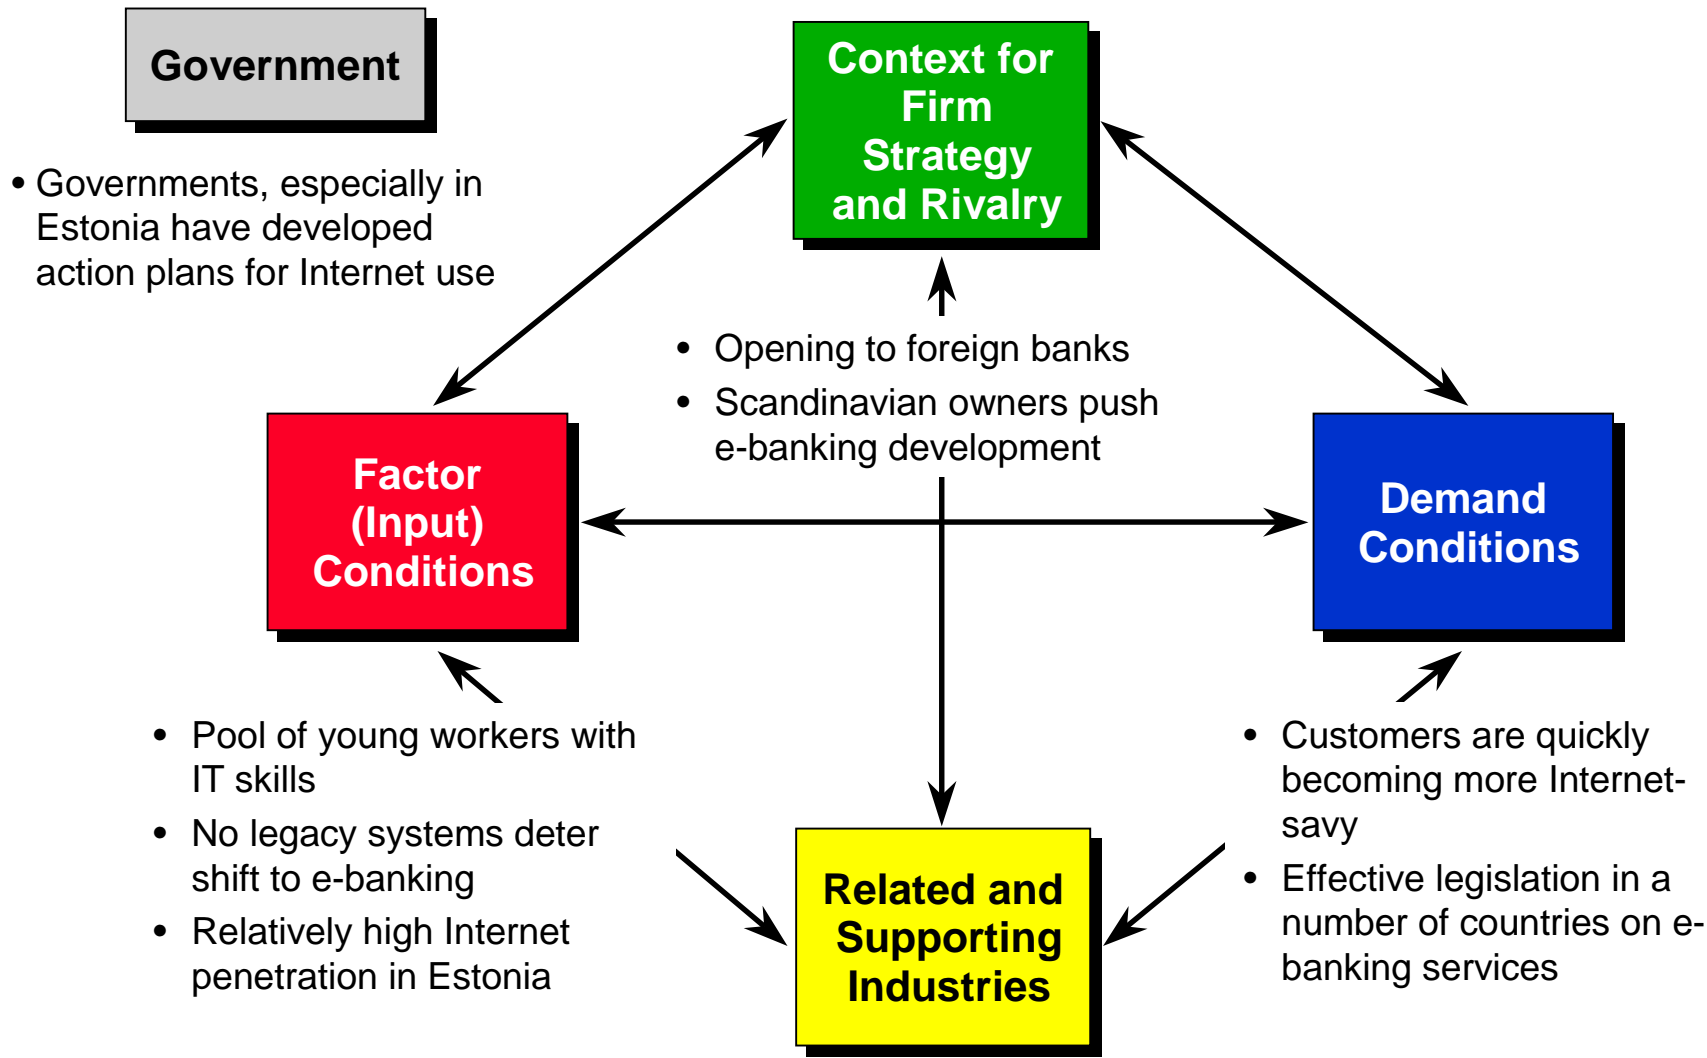 Government
• Governments, especially in
Estonia have developed
action plans for Internet use
Context for
Firm
Strategy
and Rivalry
• Opening to foreign banks
• Scandinavian owners push
e-banking development
Factor
(Input)
Conditions
Demand
Conditions
• Pool of young workers with
IT skills
• No legacy systems deter
shift to e-banking
• Relatively high Internet
penetration in Estonia
Related and
Supporting
Industries
• Customers are quickly
becoming more Internet-
savy
• Effective legislation in a
number of countries on e-
banking services